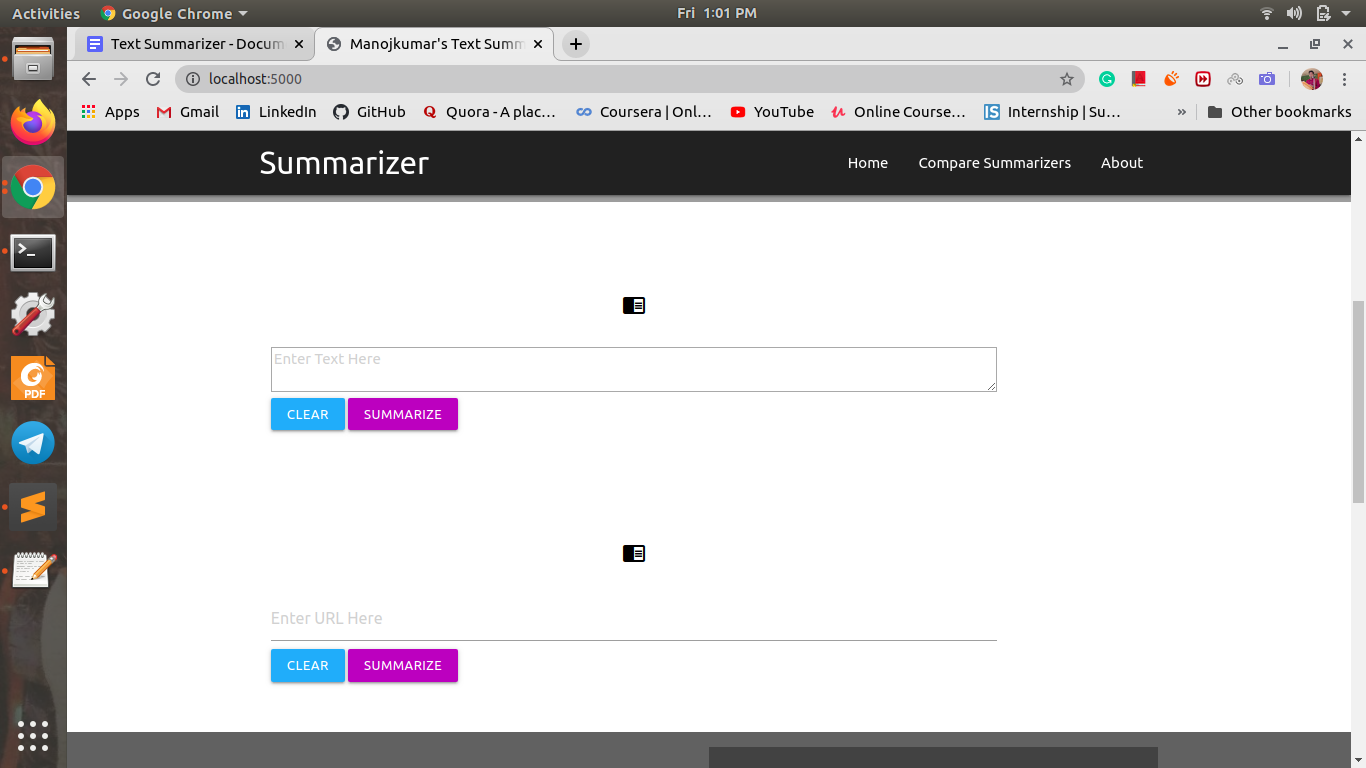 Activities Google Chrome Fri 1:01 PM
Text Summarizer - Docum Manojkumar's Text Summ
localhost:5000
Apps Gmail LinkedIn GitHub Quora - A plac… Coursera | Onl… YouTube Online Course… Internship | Su… » Other bookmarks
Summarizer Home Compare Summarizers About
Enter Text Here
CLEAR SUMMARIZE
Enter URL Here
CLEAR SUMMARIZE
PDF